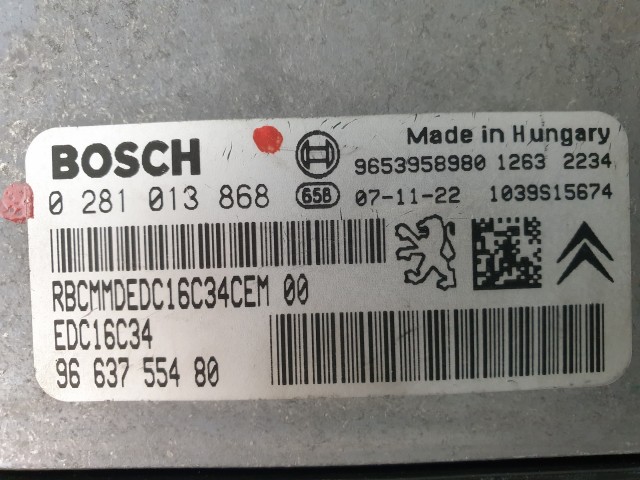 Made in Hungary
BOSCH
9653958980 1263 2234
0 281 013 868 658 07-11-22 1039S15674
RBCMMDEDC16C34CEM 00
EDC16C34
96 637 554 80